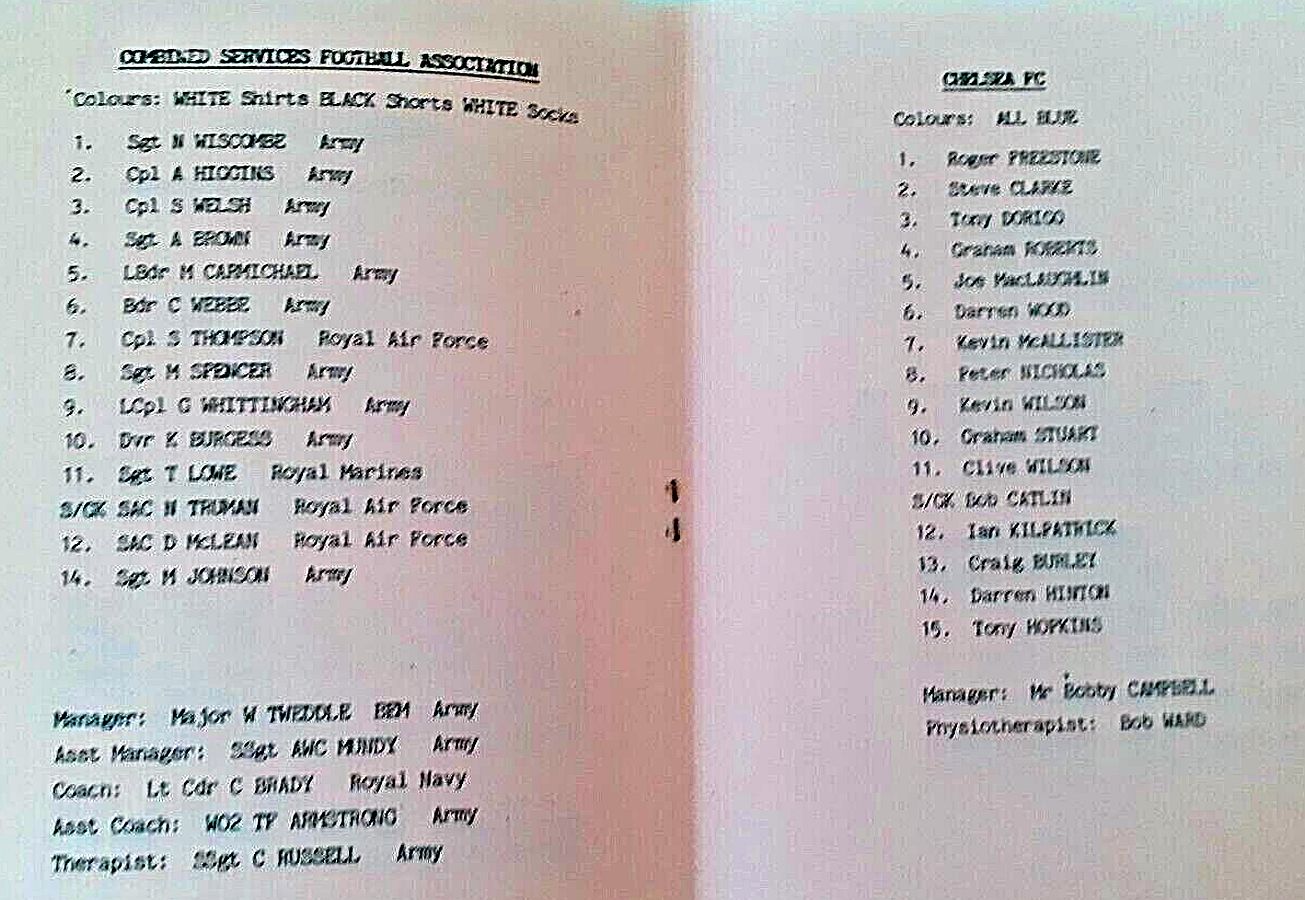 COMBINED SERVICES FOOTBALL ASSOCIATION
Colours: WHITE Shirts BLACK Shorts WHITE Socks
1. Sgt N WISCOMBE Army
2. Cpl A HIGGINS Army
3. Cpl S WELSH Army
4. Sgt A BROWN Army
5. LBdr M CARMICHAEL Army
6. Bdr C WEBBE Army
7. Cpl S THOMPSON Royal Air Force
8. Sgt M SPENCER Army
9. LCpl G WHITTINGHAM Army
10. Dvr K BURGESS Army
11. Sgt T LOWE Royal Marines
S/GK SAC N TRUMAN Royal Air Force
12. SAC D McLEAN Royal Air Force
14. Sgt M JOHNSON Army
Manager: Major W TWEDDLE BEM Army
Asst Manager: SSgt AWC MUNDY Army
Coach: Lt Cdr C BRADY Royal Navy
Asst Coach: WO2 TP ARMSTRONG Army
Therapist: SSgt C RUSSELL Army
CHELSEA FC
Colours: ALL BLUE
1. Roger FREESTONE
2. Steve CLARKE
3. Tony DORIGO
4. Graham ROBERTS
5. Joe MacLAUGHLIN
6. Darren WOOD
7. Kevin McALLISTER
8. Peter NICHOLAS
9. Kevin WILSON
10. Graham STUART
11. Clive WILSON
S/GK Bob CATLIN
12. Ian KILPATRICK
13. Craig BURLEY
14. Darren HINTON
15. Tony HOPKINS
Manager: Mr Bobby CAMPBELL
Physiotherapist: Bob WARD